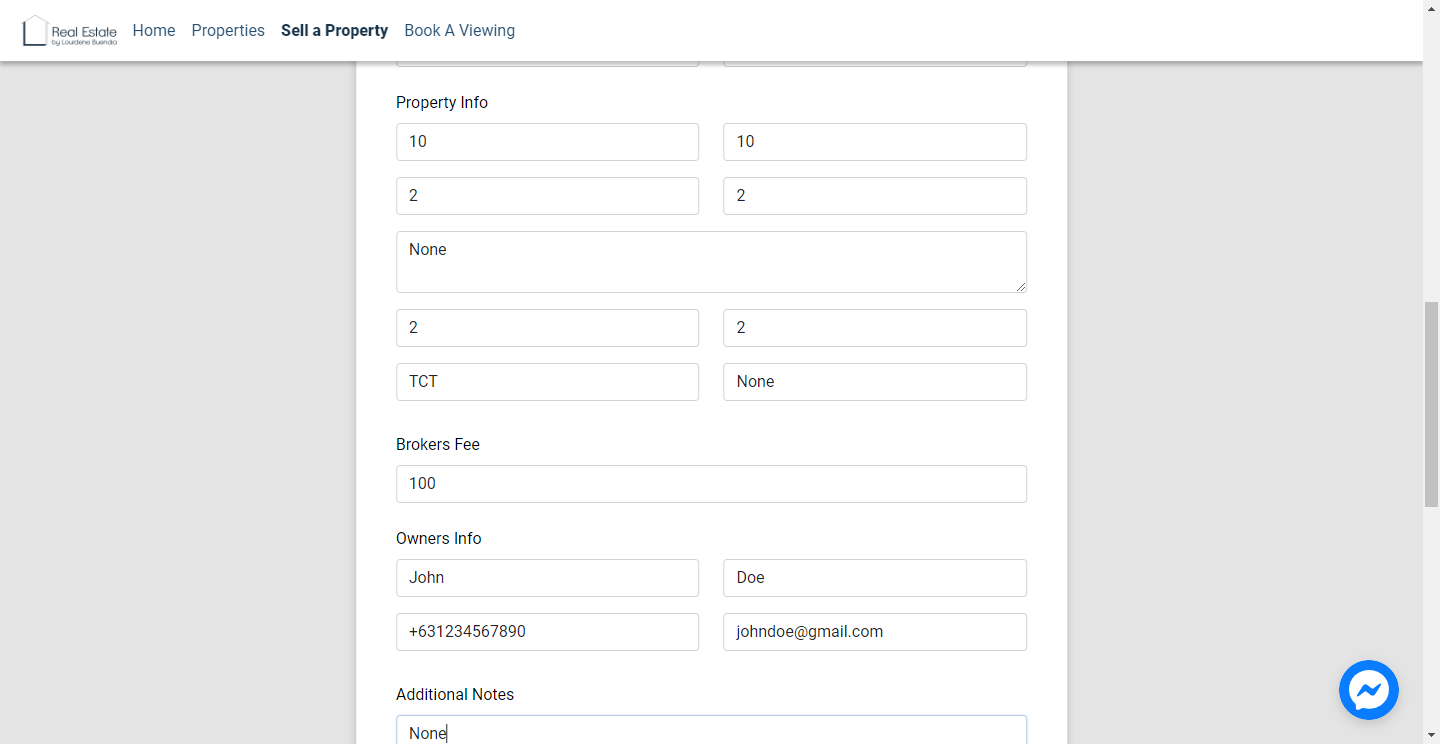 Real Estate
by Lourdene Buendia
Home Properties Sell a Property Book A Viewing
Property Info
10 10
2 2
None
2 2
TCT None
Brokers Fee
100
Owners Info
John Doe
+631234567890 johndoe@gmail.com
Additional Notes
None